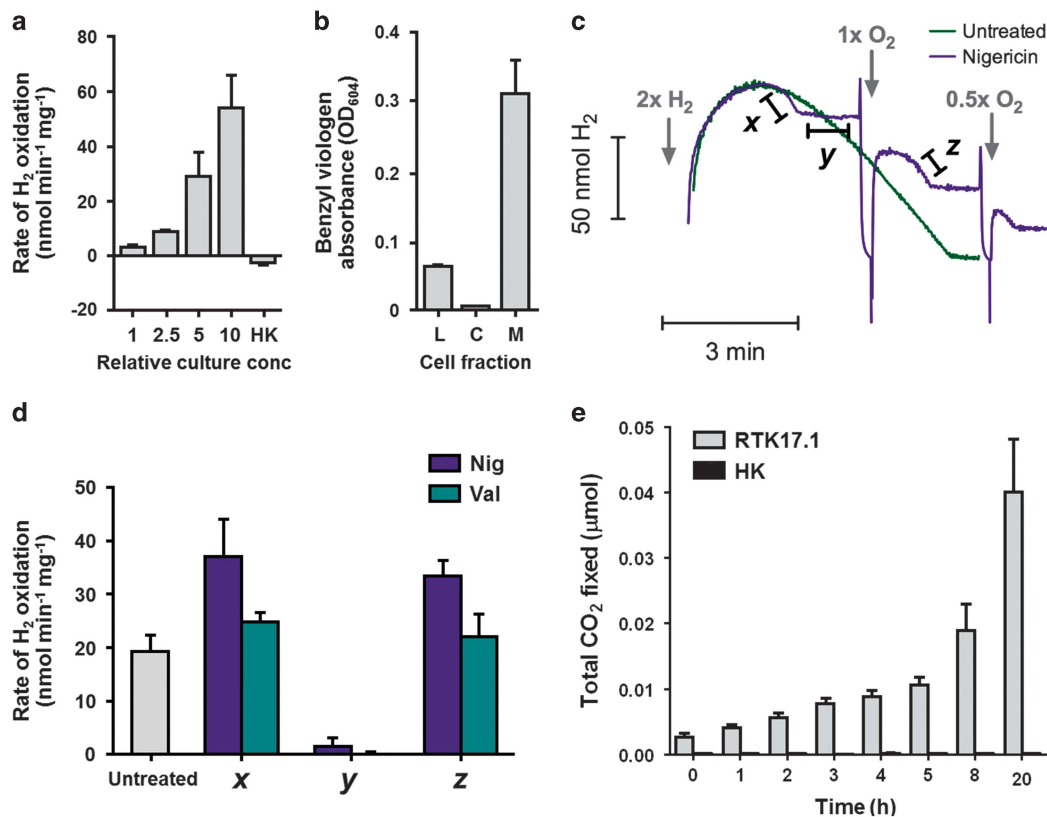 a
Rate of H2 oxidation
(nmol min-1 mg-1)
80
60
40
20
0
-20
1 2.5 5 10 HK
Relative culture conc
b
Benzyl viologen
absorbance (OD604)
0.4
0.3
0.2
0.1
0
L C M
Cell fraction
c
Untreated
Nigericin
1x O2
2x H2
0.5x O2
x
y
z
50 nmol H2
3 min
d
Rate of H2 oxidation
(nmol min-1 mg-1)
50
40
30
20
10
0
Nig
Val
Untreated x y z
e
Total CO2 fixed (μmol)
0.05
0.04
0.03
0.02
0.01
0.00
RTK17.1
HK
0 1 2 3 4 5 8 20
Time (h)